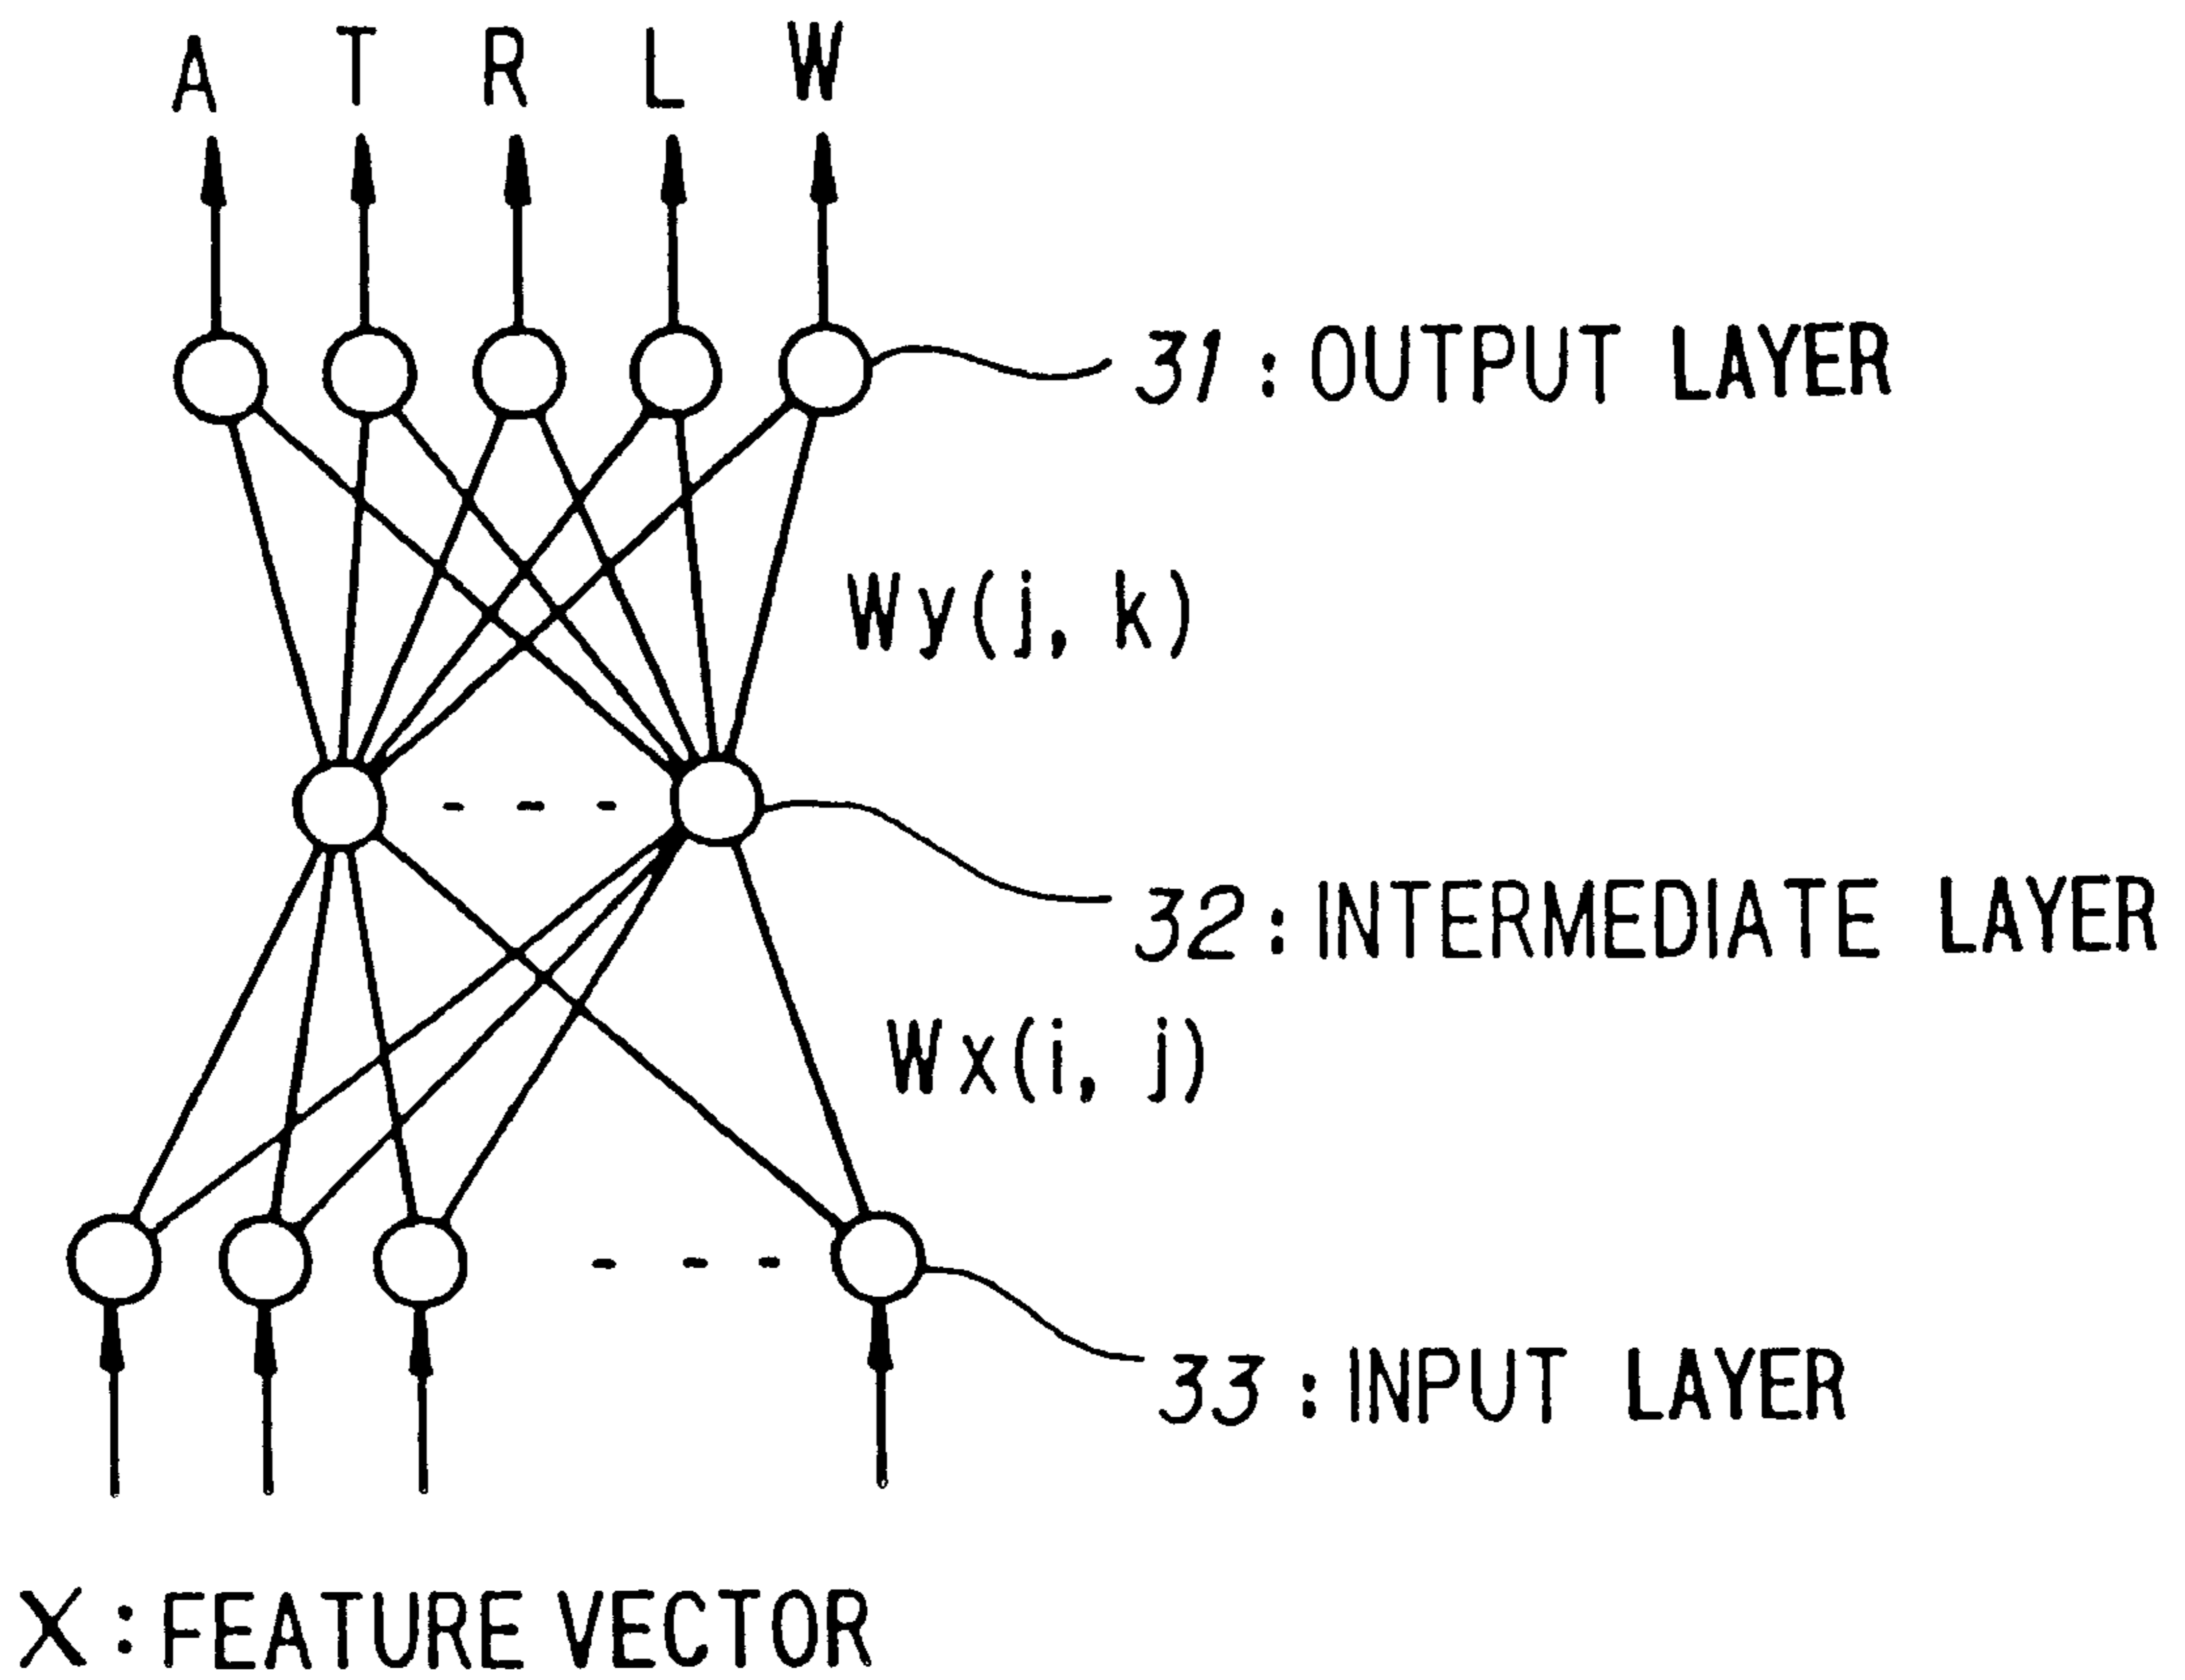 A T R L W
31 : OUTPUT LAYER
Wy(j, k)
32 : INTERMEDIATE LAYER
Wx(i, j)
33 : INPUT LAYER
X : FEATURE VECTOR